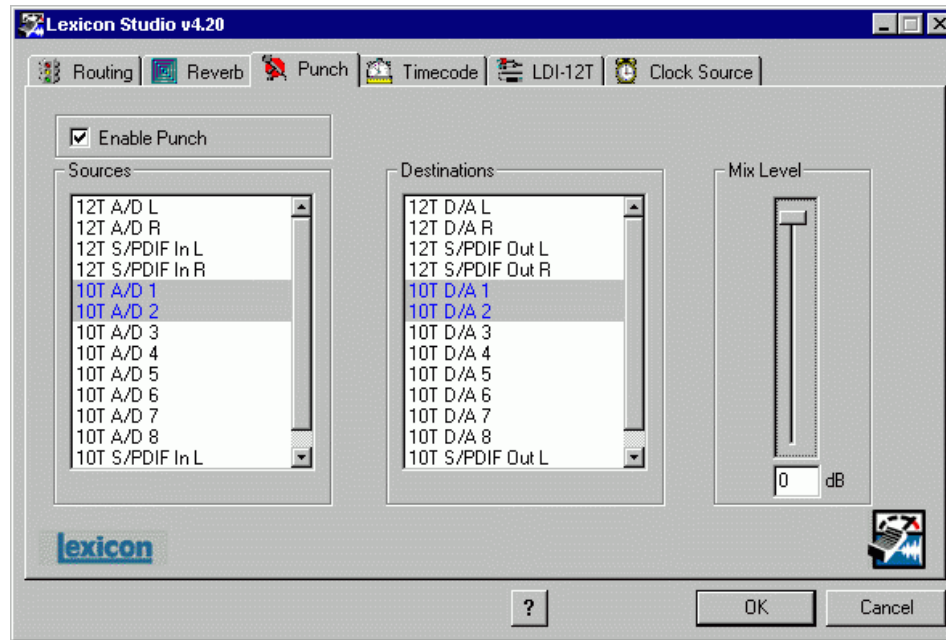 Lexicon Studio v4.20
Routing Reverb Punch Timecode LDI-12T Clock Source
Enable Punch
Sources
12T A/D L
12T A/D R
12T S/PDIF In L
12T S/PDIF In R
10T A/D 1
10T A/D 2
10T A/D 3
10T A/D 4
10T A/D 5
10T A/D 6
10T A/D 7
10T A/D 8
10T S/PDIF In L
Destinations
12T D/A L
12T D/A R
12T S/PDIF Out L
12T S/PDIF Out R
10T D/A 1
10T D/A 2
10T D/A 3
10T D/A 4
10T D/A 5
10T D/A 6
10T D/A 7
10T D/A 8
10T S/PDIF Out L
Mix Level
0 dB
lexicon
? OK Cancel